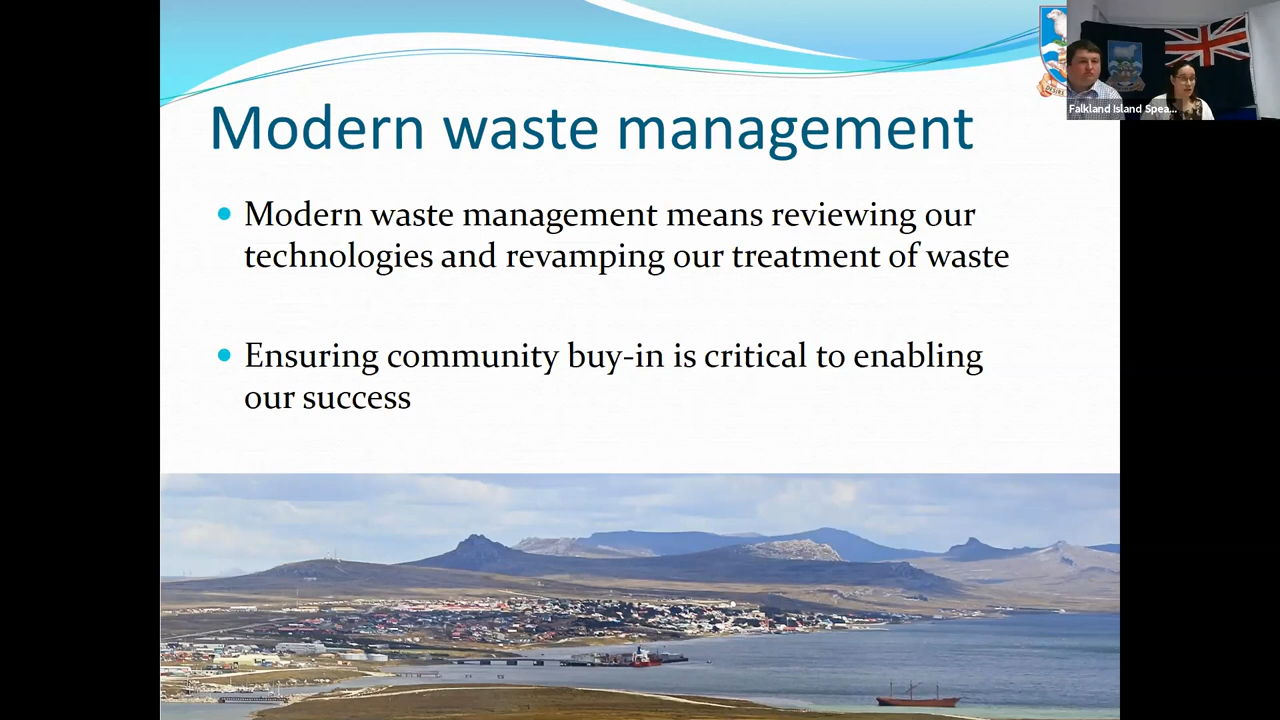 Modern waste management
Modern waste management means reviewing our
technologies and revamping our treatment of waste
Ensuring community buy-in is critical to enabling
our success
Falkland Island Spea...
DESIRE